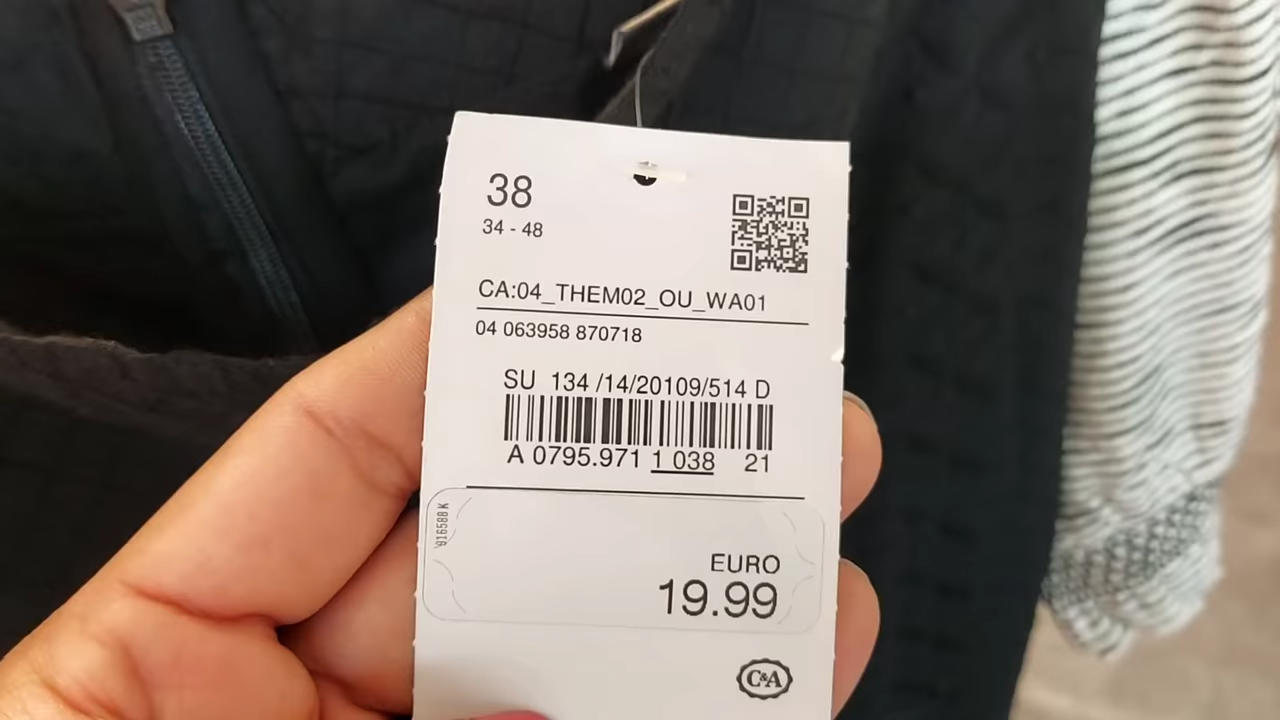 38
34 - 48
CA:04_THEM02_OU_WA01
04 063958 870718
SU 134 /14/20109/514 D
A 0795.971 1 038 21
916588 K
EURO
19.99
C&A